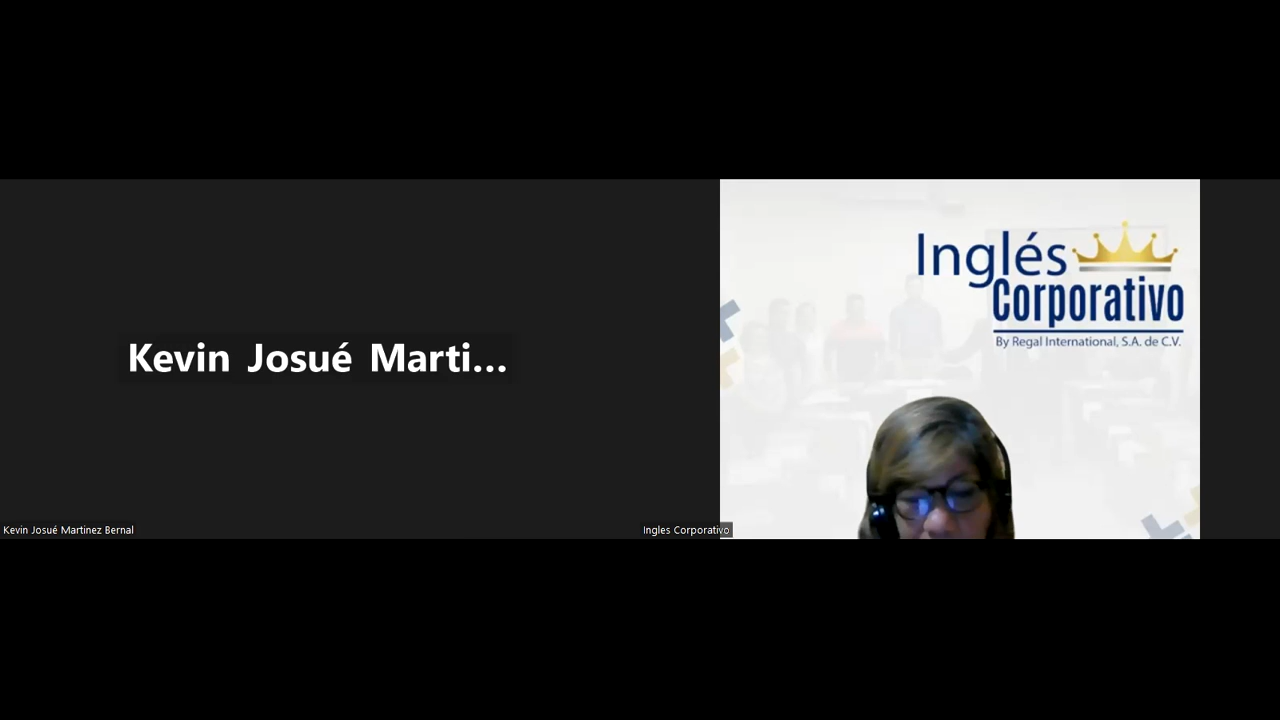 Kevin Josué Marti...
Kevin Josué Martinez Bernal
Inglés
Corporativo
By Regal International, S.A. de C.V.
Ingles Corporativo